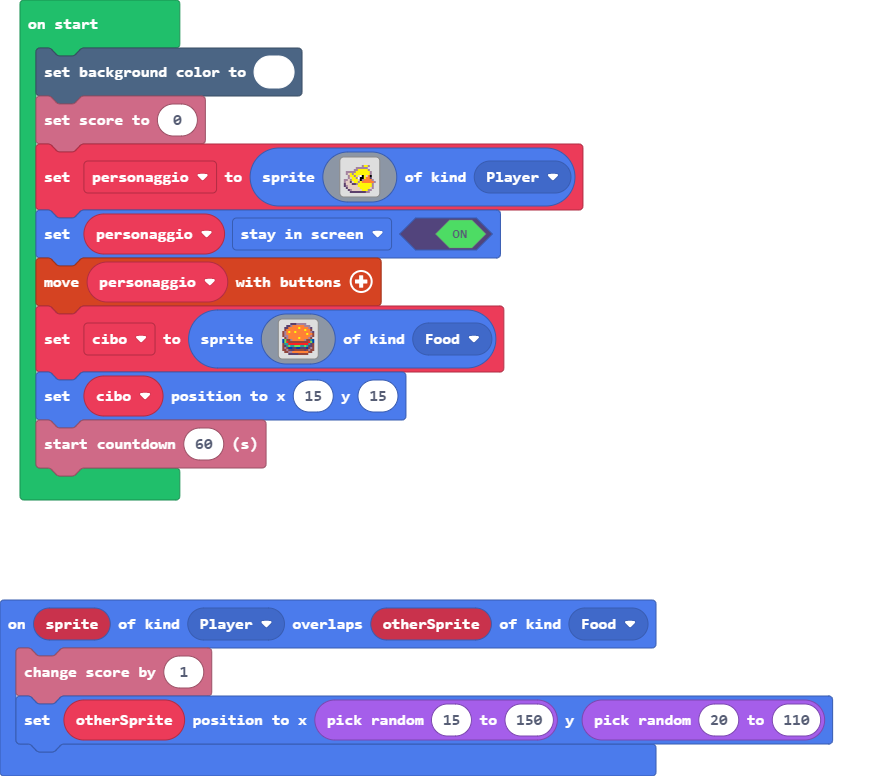 on start
set background color to
set score to 0
set personaggio to sprite of kind Player
set personaggio stay in screen ON
move personaggio with buttons
set cibo to sprite of kind Food
set cibo position to x 15 y 15
start countdown 60 (s)
on sprite of kind Player overlaps otherSprite of kind Food
change score by 1
set otherSprite position to x pick random 15 to 150 y pick random 20 to 110